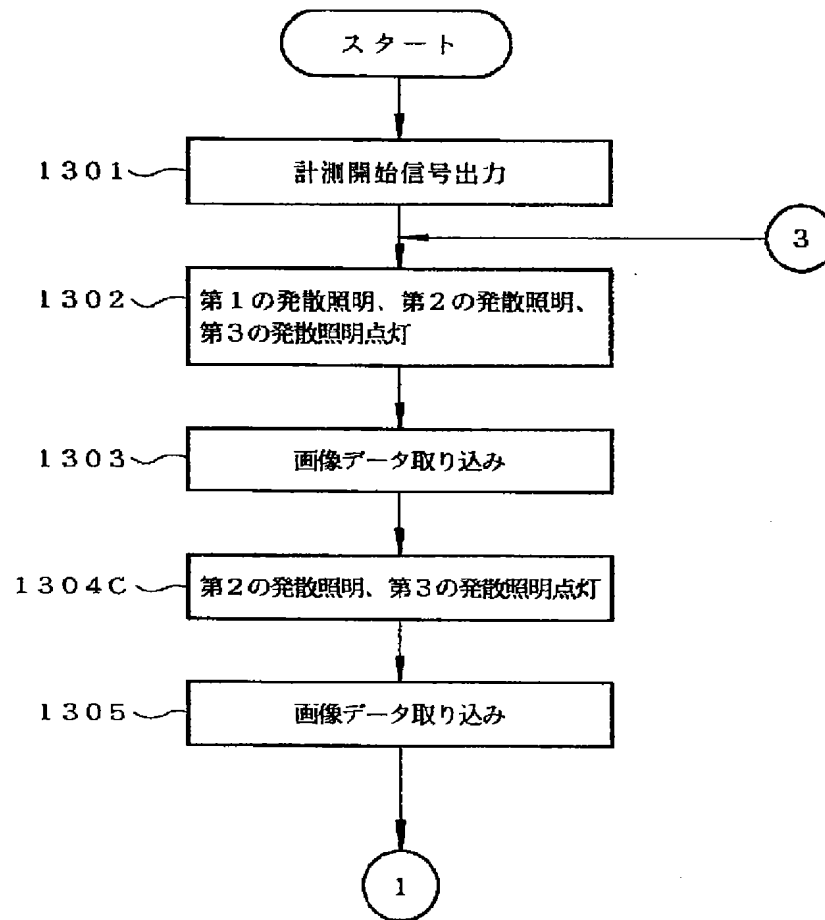 スタート
1301
計測開始信号出力
3
1302
第1の発散照明、第2の発散照明、
第3の発散照明点灯
1303
画像データ取り込み
1304C
第2の発散照明、第3の発散照明点灯
1305
画像データ取り込み
1